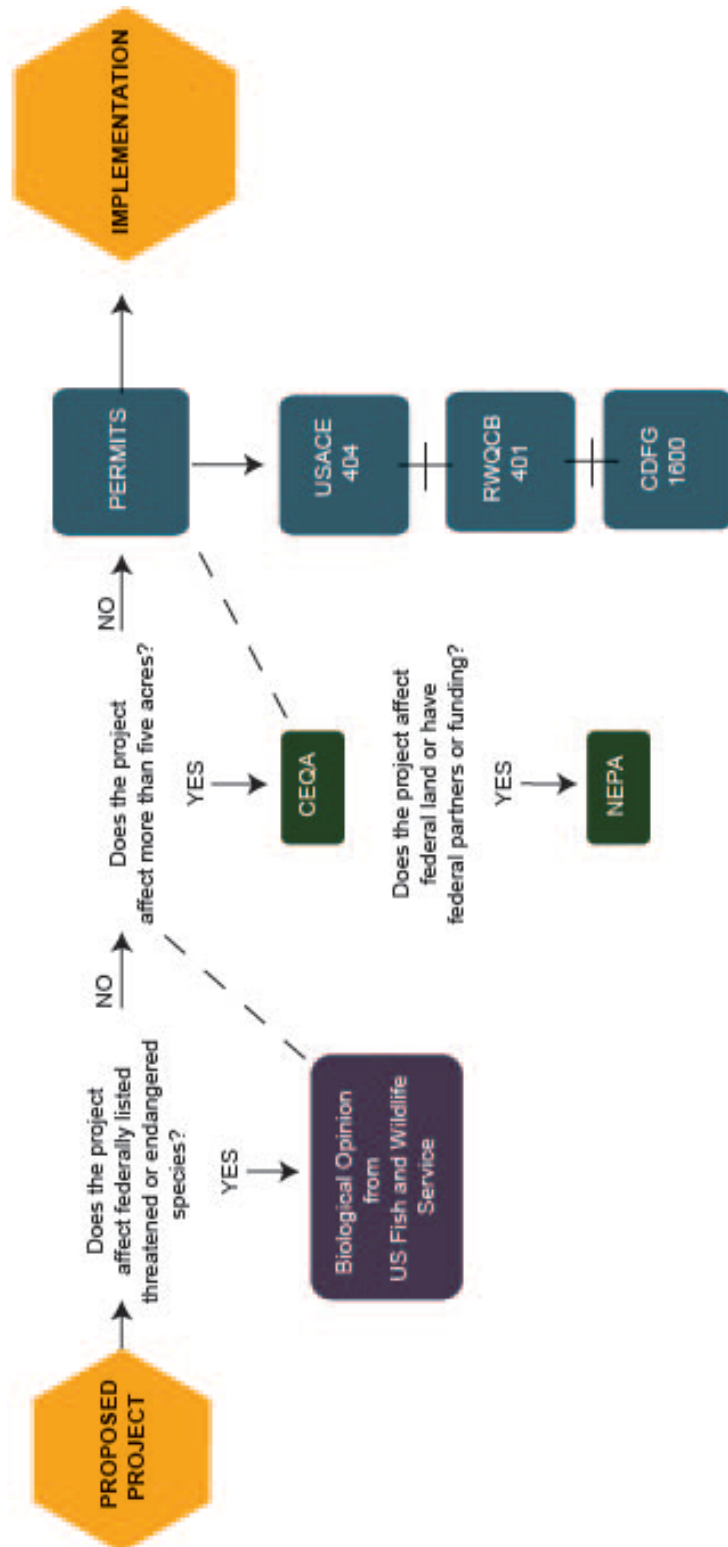 PROPOSED
PROJECT
Does the project
affect federally listed
threatened or endangered
species?
NO
YES
Biological Opinion
from
US Fish and Wildlife
Service
Does the project
affect more than five acres?
NO
YES
CEQA
Does the project affect
federal land or have
federal partners or funding?
YES
NEPA
PERMITS
USACE
404
RWQCB
401
CDFG
1600
IMPLEMENTATION